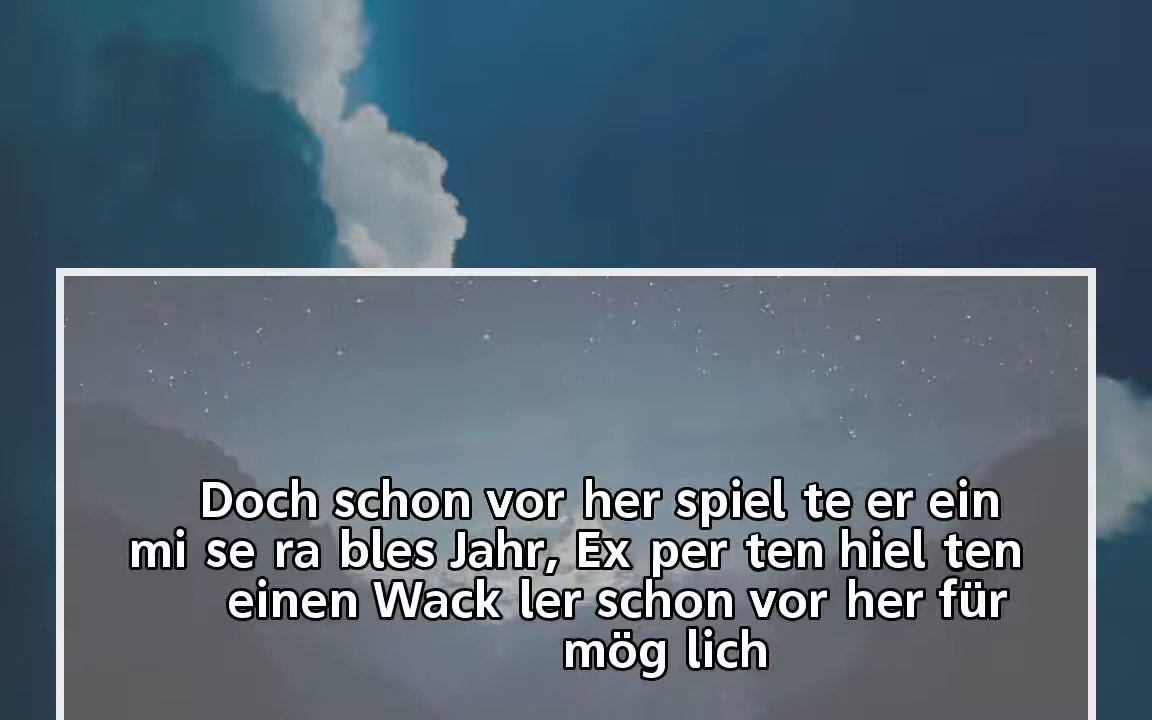 Doch schon vor her spiel te er ein
mi se ra bles Jahr, Ex per ten hiel ten
einen Wack ler schon vor her für
mög lich